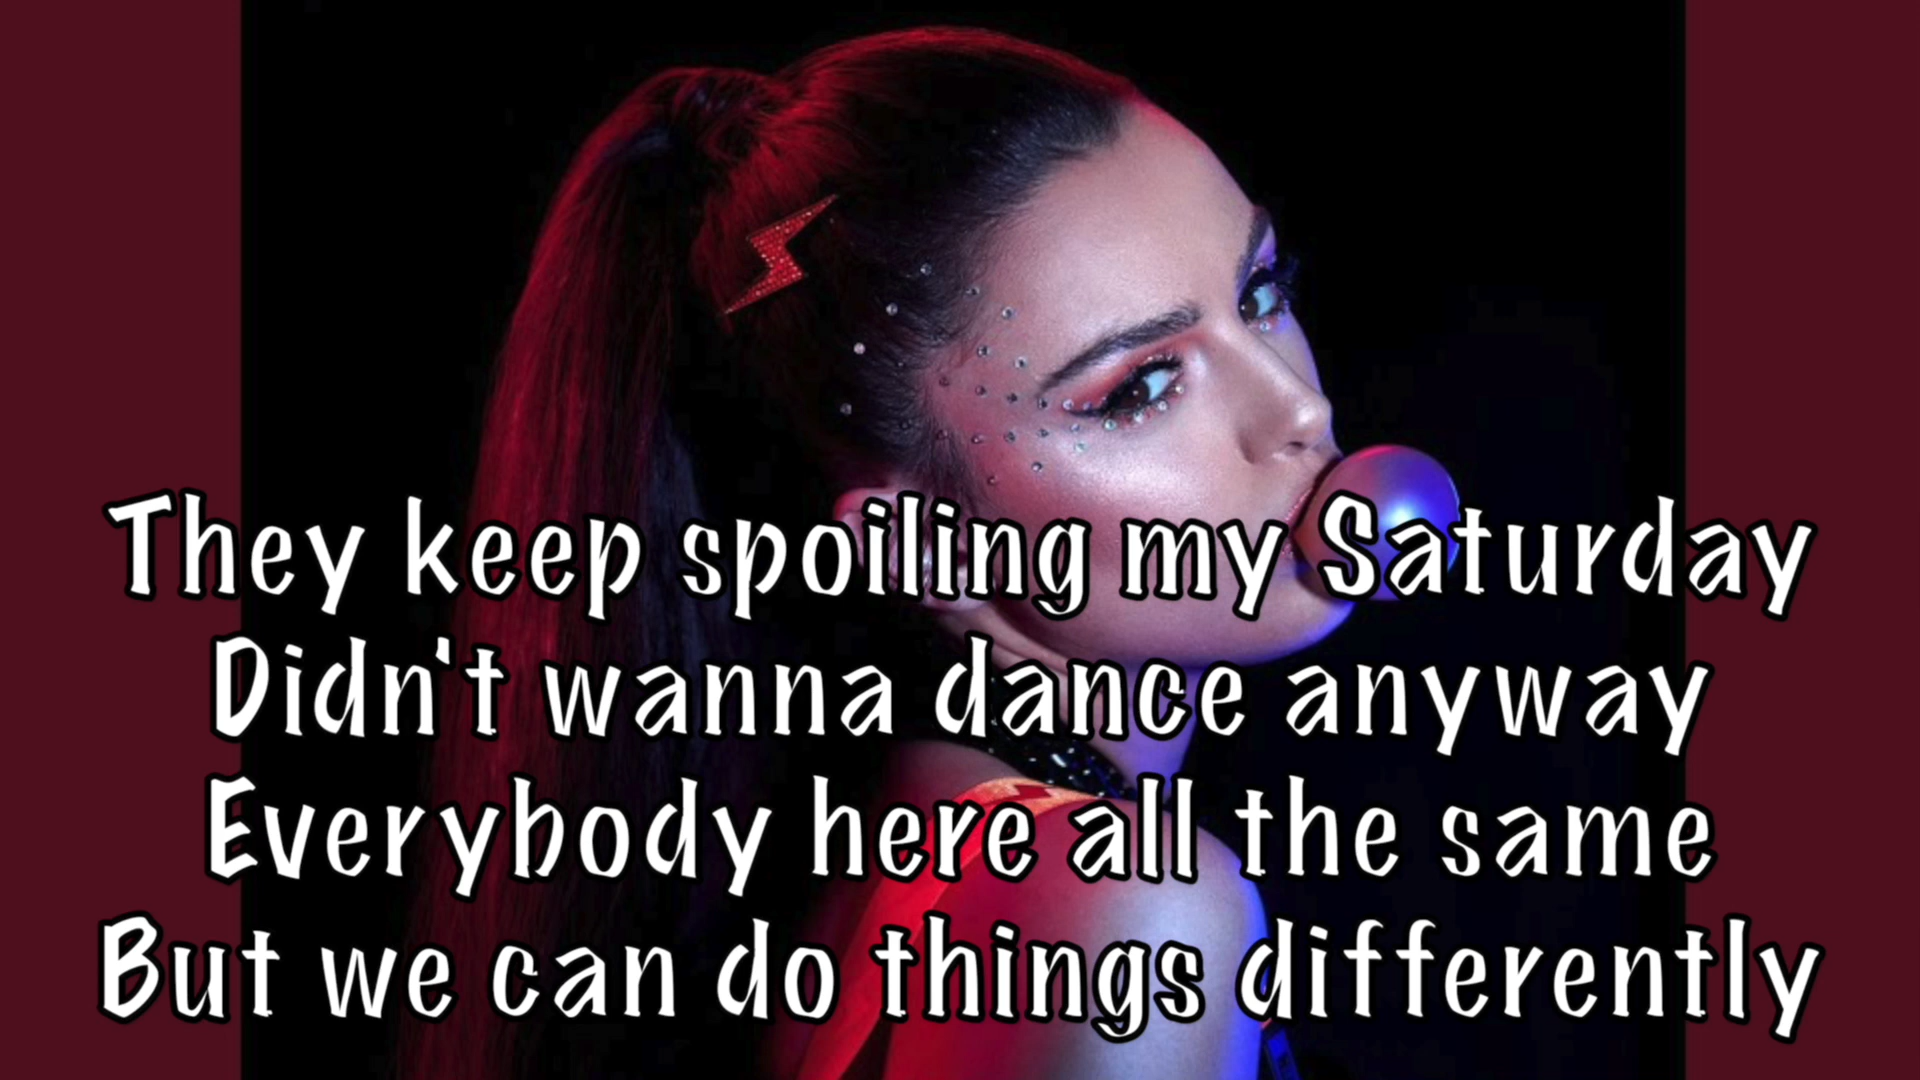 They keep spoiling my Saturday
Didn't wanna dance anyway
Everybody here all the same
But we can do things differently